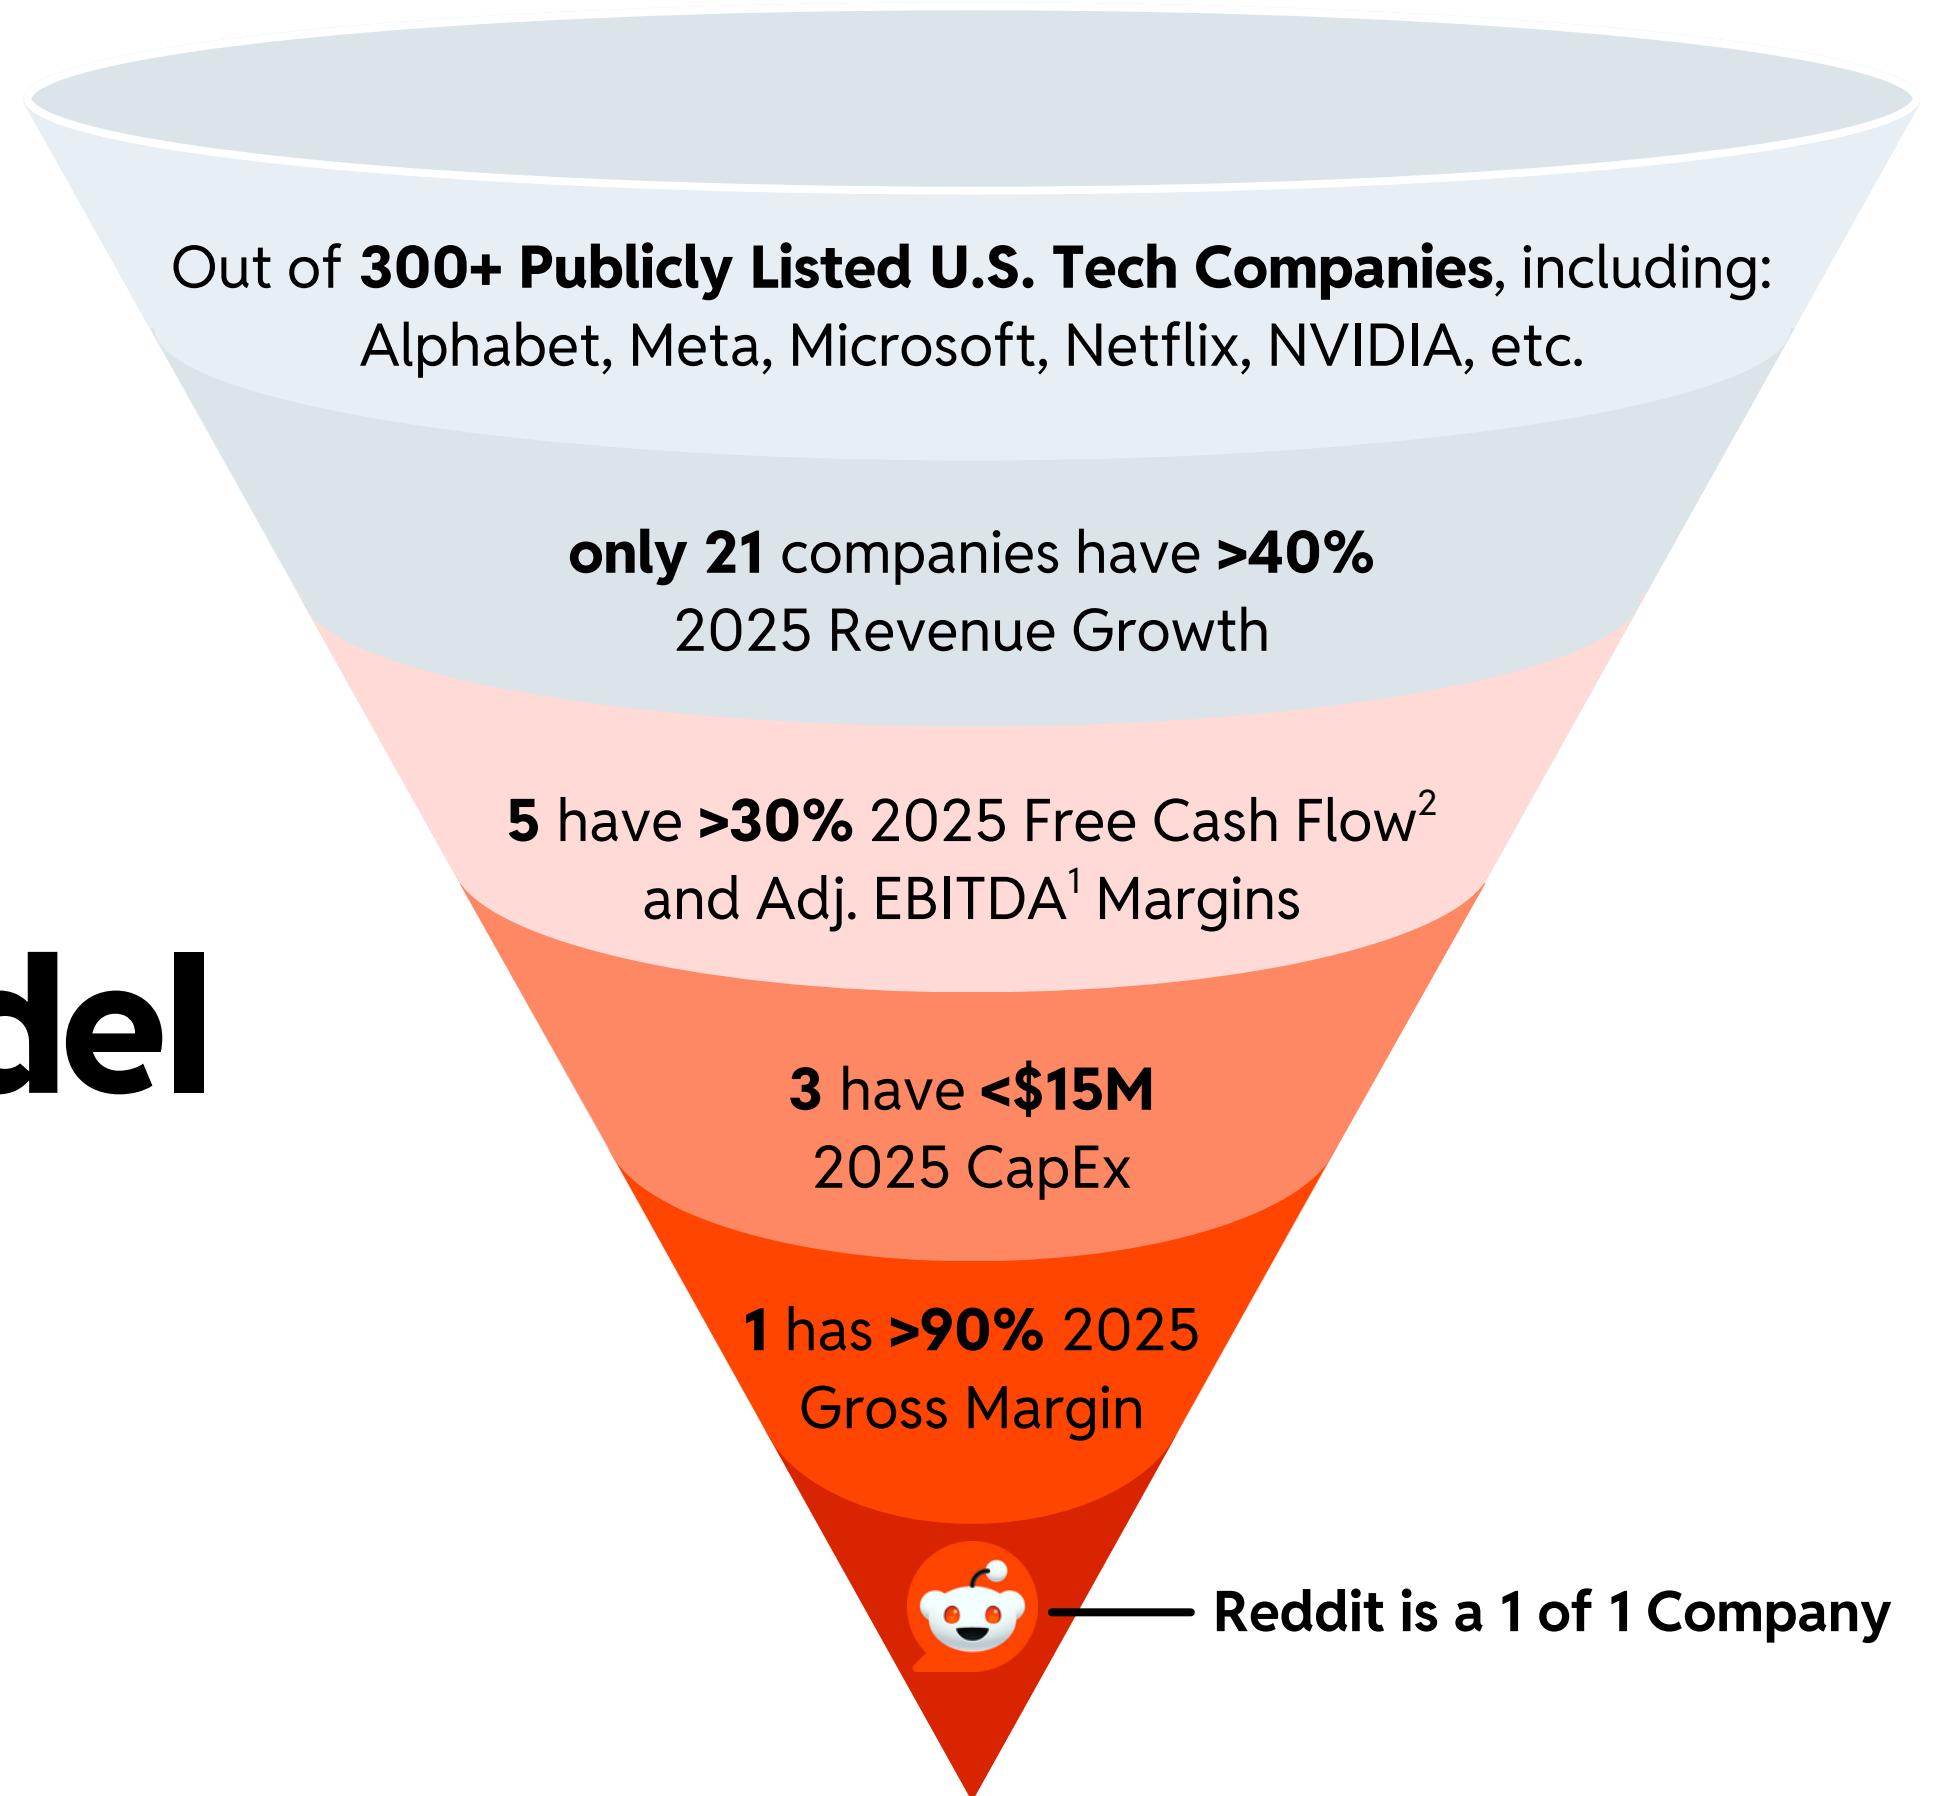 Out of 300+ Publicly Listed U.S. Tech Companies, including:
Alphabet, Meta, Microsoft, Netflix, NVIDIA, etc.
only 21 companies have >40%
2025 Revenue Growth
5 have >30% 2025 Free Cash Flow²
and Adj. EBITDA¹ Margins
del
3 have <$15M
2025 CapEx
1 has >90% 2025
Gross Margin
Reddit is a 1 of 1 Company